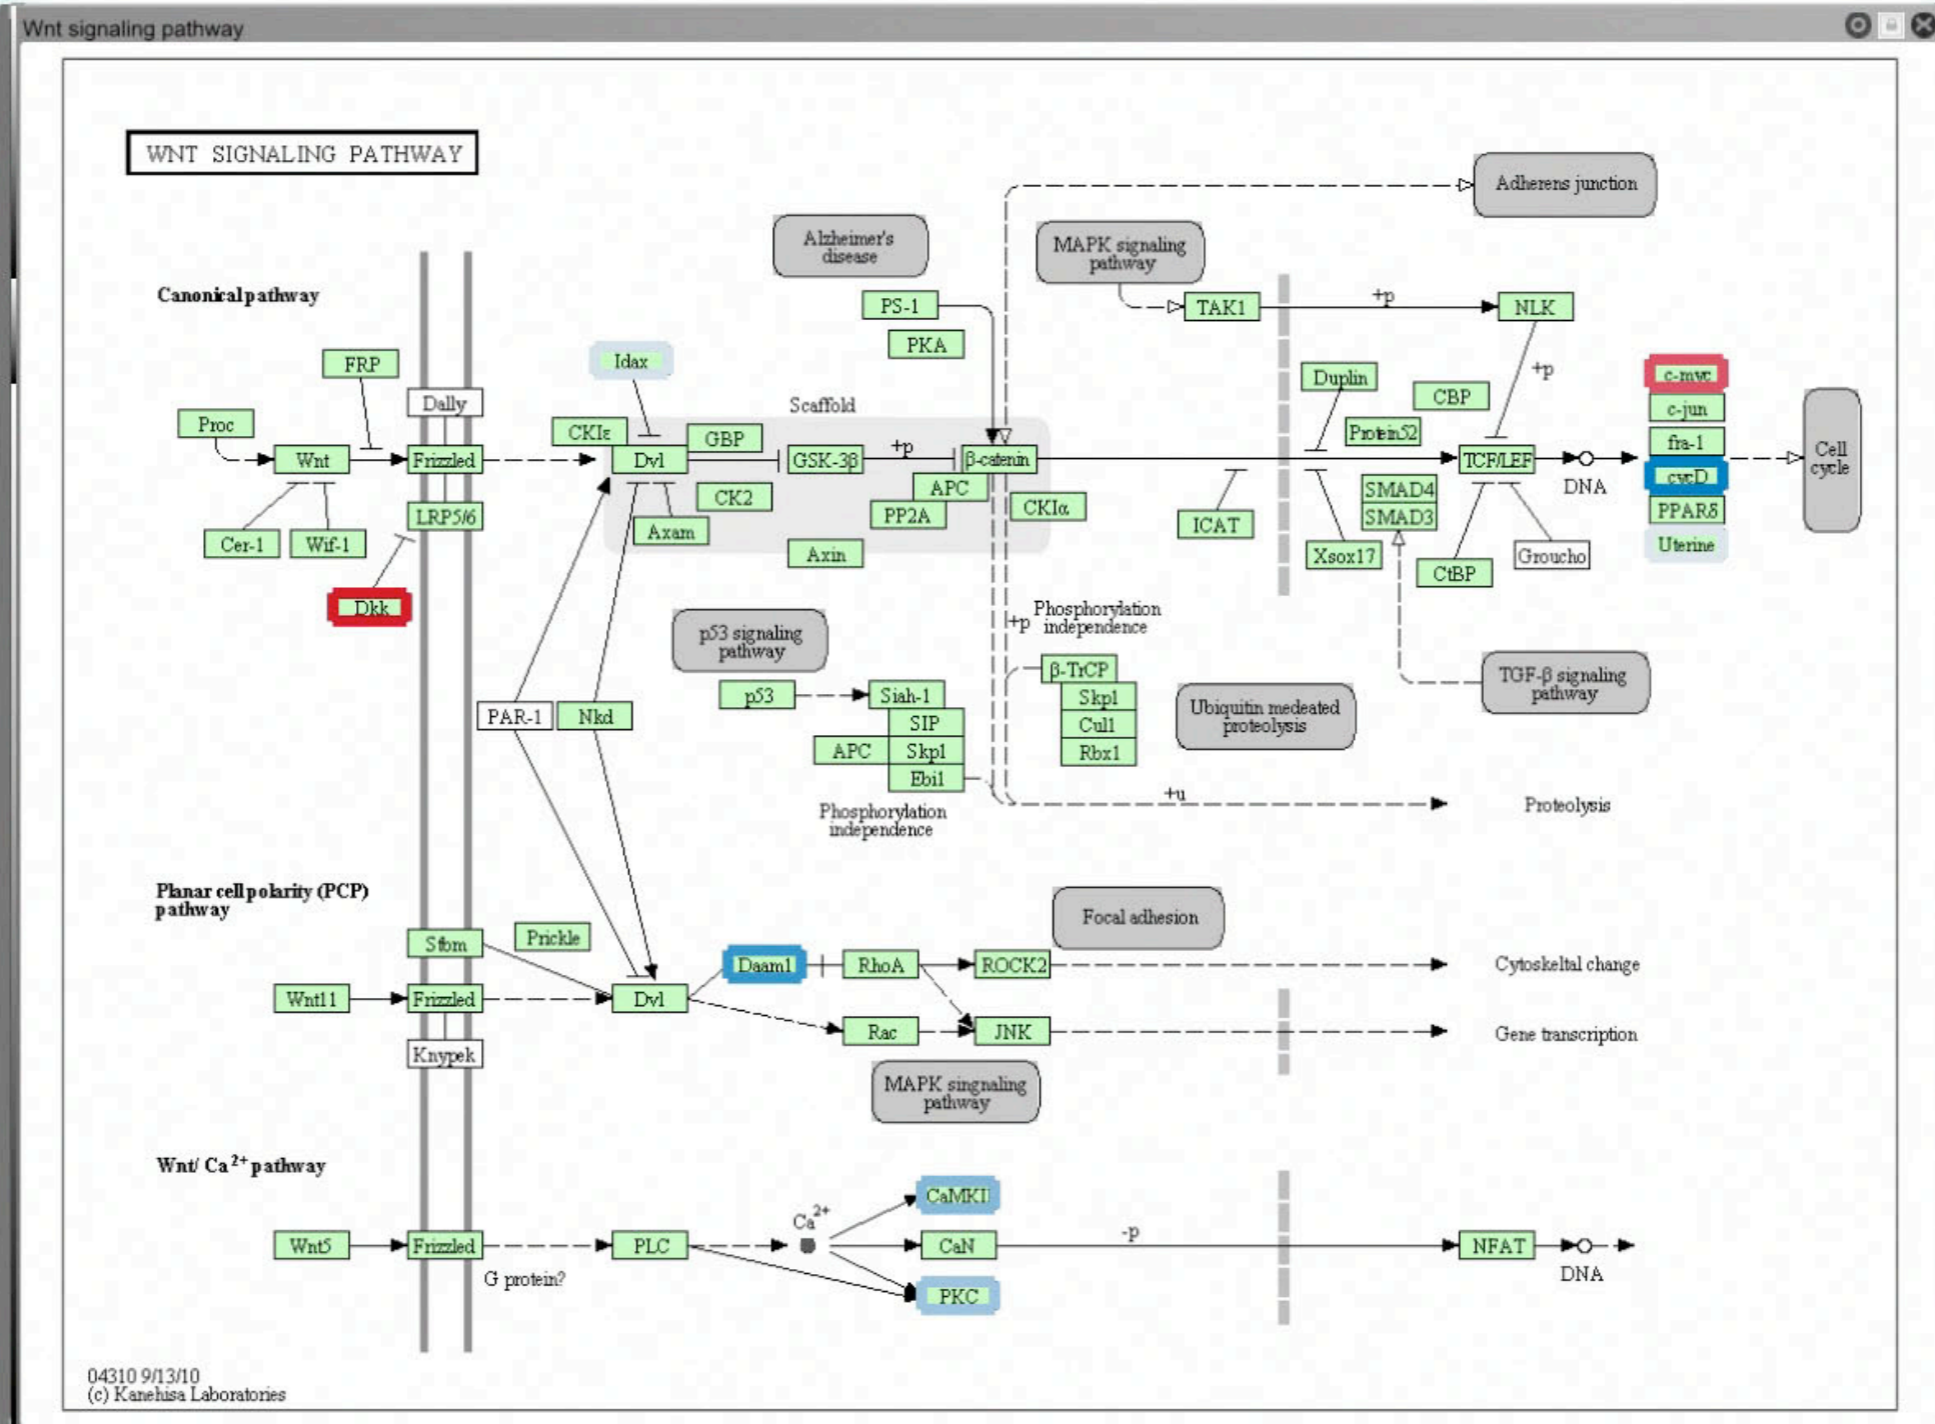 Wnt signaling pathway
WNT SIGNALING PATHWAY
Adherens junction
Alzheimer's
disease
MAPK signaling
pathway
Canonical pathway
PS-1
TAK1
+p
NLK
PKA
FRP
Idax
+p
Duplin
c-myc
Dally
Scaffold
CBP
c-jun
Proc
CKIε
GBP
Protein52
fra-1
Cell
cycle
Wnt
Frizzled
Dvl
GSK-3β
+p
β-catenin
TCF/LEF
DNA
cycD
CK2
APC
CKIα
SMAD4
PPARδ
LRP5/6
PP2A
SMAD3
Axam
ICAT
Cer-1
Wif-1
Axin
Xsox17
CtBP
Groucho
Uterine
Dkk
p53 signaling
pathway
+p
Phosphorylation
independence
β-TrCP
TGF-β signaling
pathway
p53
Siah-1
Skp1
PAR-1
Nkd
SIP
Cul1
Ubiquitin medeated
proteolysis
APC
Skp1
Rbx1
Ebi1
+u
Proteolysis
Phosphorylation
independence
Planar cell polarity (PCP)
pathway
Focal adhesion
Stbm
Prickle
Daam1
RhoA
ROCK2
Cytoskeltal change
Wnt11
Frizzled
Dvl
Rac
JNK
Gene transcription
Knypek
MAPK singnaling
pathway
Wnt/ Ca2+ pathway
CaMKII
Ca2+
Wnt5
Frizzled
PLC
CaN
-p
NFAT
DNA
G protein?
PKC
04310 9/13/10
(c) Kanehisa Laboratories